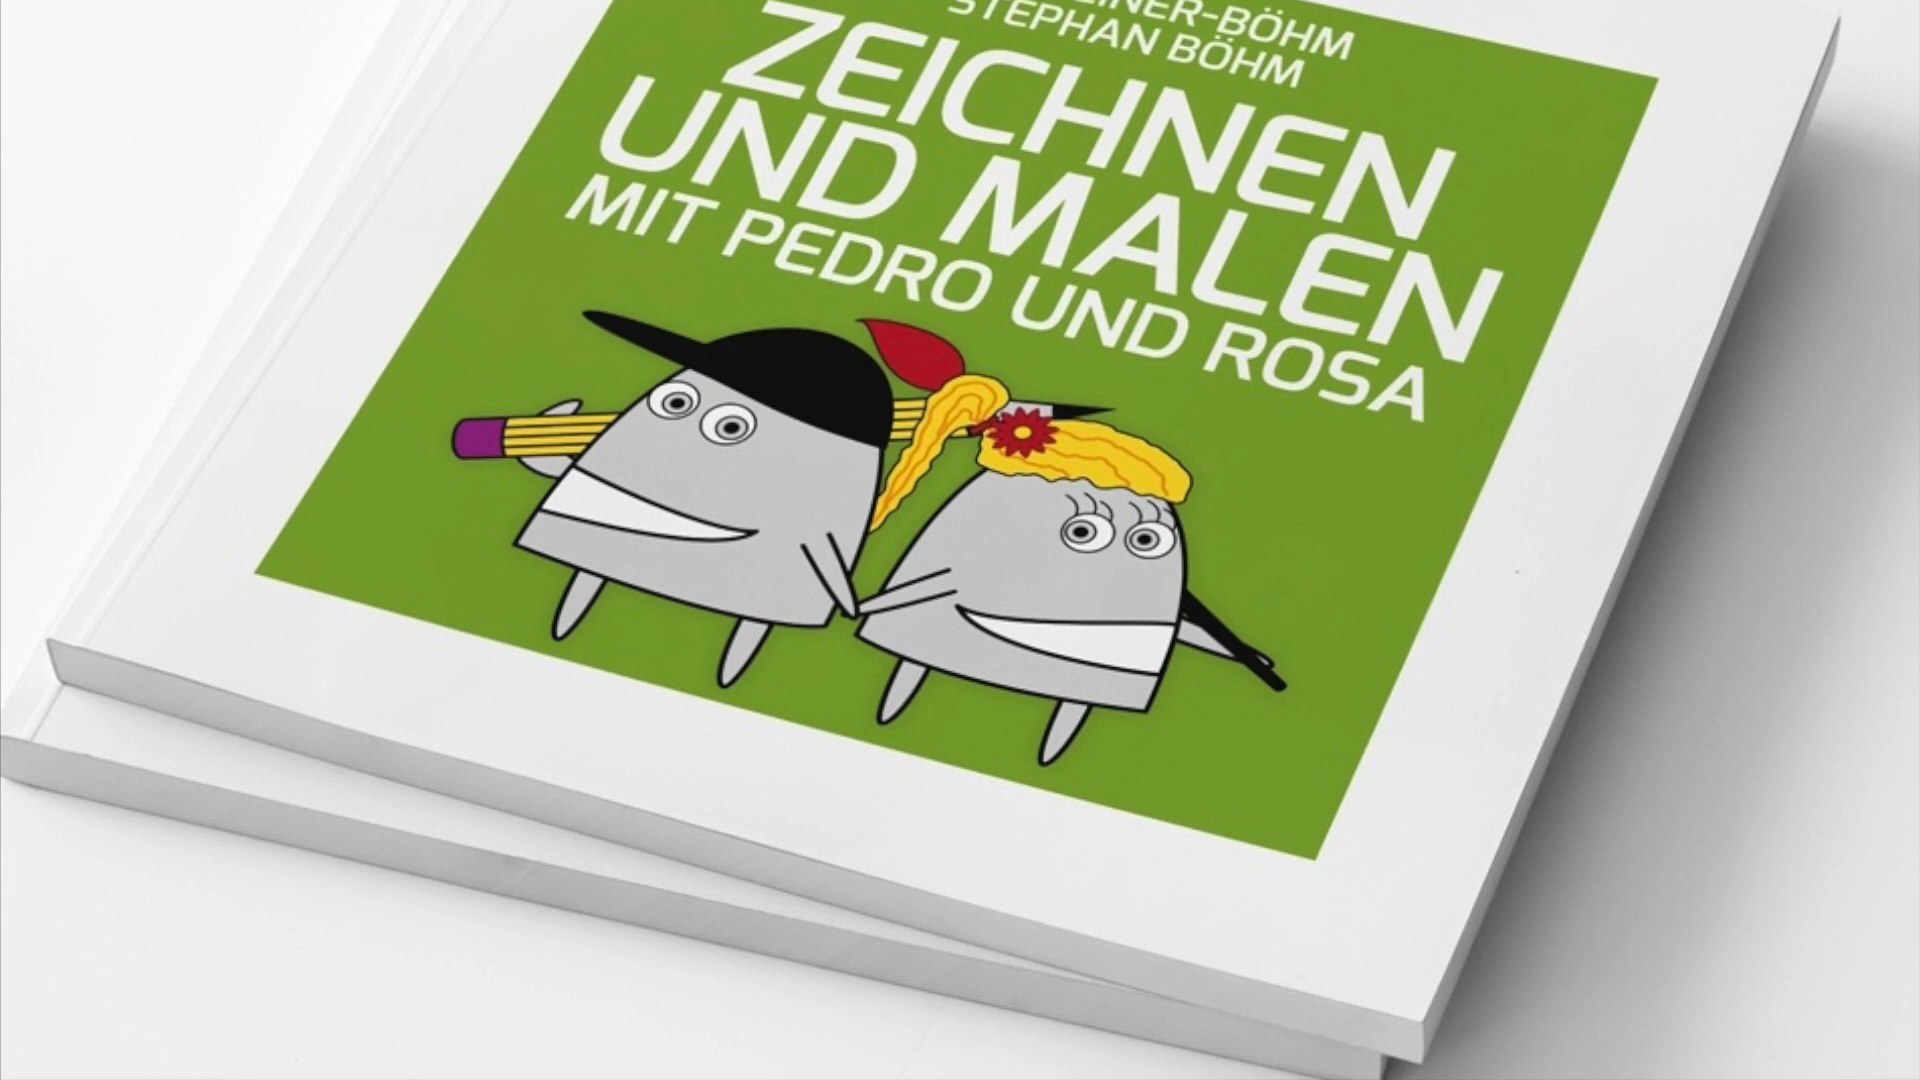 STEPHAN BÖHM
ZEICHNEN
UND MALEN
MIT PEDRO UND ROSA